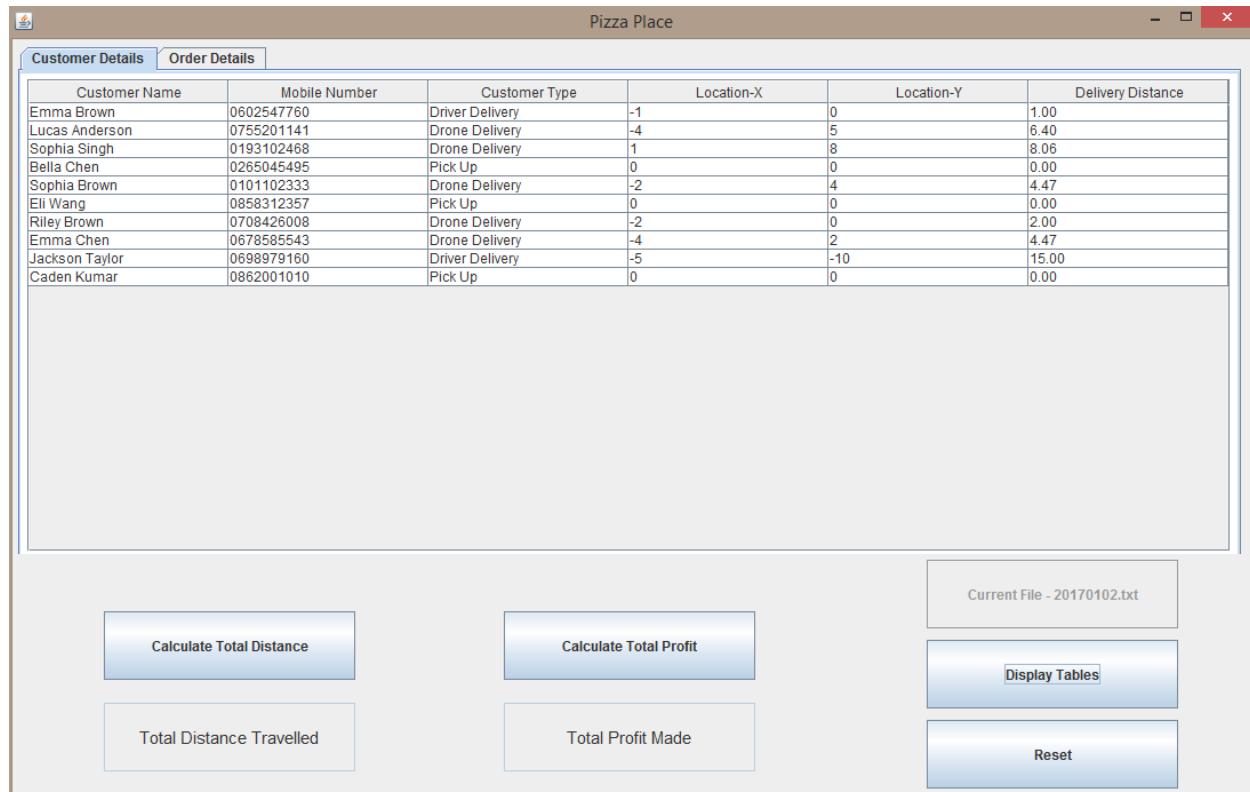 Pizza Place
Customer Details Order Details
Customer Name Mobile Number Customer Type Location-X Location-Y Delivery Distance
Emma Brown 0602547760 Driver Delivery -1 0 1.00
Lucas Anderson 0755201141 Drone Delivery -4 5 6.40
Sophia Singh 0193102468 Drone Delivery 1 8 8.06
Bella Chen 0265045495 Pick Up 0 0 0.00
Sophia Brown 0101102333 Drone Delivery -2 4 4.47
Eli Wang 0858312357 Pick Up 0 0 0.00
Riley Brown 0708426008 Drone Delivery -2 0 2.00
Emma Chen 0678585543 Drone Delivery -4 2 4.47
Jackson Taylor 0698979160 Driver Delivery -5 -10 15.00
Caden Kumar 0862001010 Pick Up 0 0 0.00
Current File - 20170102.txt
Calculate Total Distance Calculate Total Profit
Display Tables
Total Distance Travelled Total Profit Made
Reset